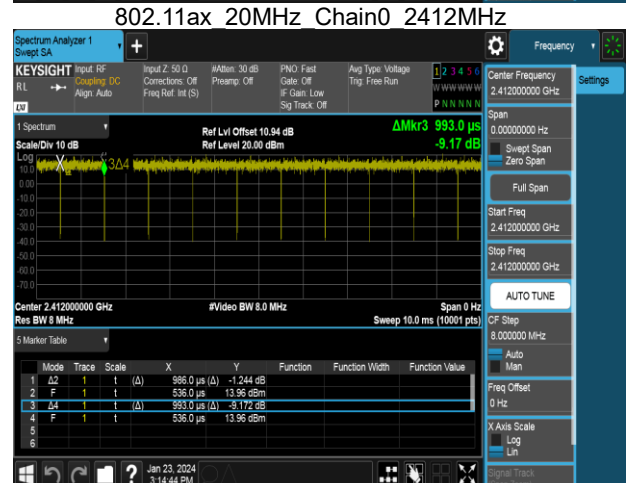 802.11ax_20MHz_Chain0_2412MHz
Spectrum Analyzer 1
Swept SA
+
Frequency
Settings
KEYSIGHT
RL
LXI
Input: RF
Coupling: DC
Align: Auto
Input Z: 50 Ω
Corrections: Off
Freq Ref: Int (S)
#Atten: 30 dB
Preamp: Off
PNO: Fast
Gate: Off
IF Gain: Low
Sig Track: Off
Avg Type: Voltage
Trig: Free Run
1 2 3 4 5 6
W W W W W W
P N N N N N
1 Spectrum
Scale/Div 10 dB
Log
Ref Lvl Offset 10.94 dB
Ref Level 20.00 dBm
ΔMkr3 993.0 µs
-9.17 dB
3Δ4
10.0
0.00
-10.0
-20.0
-30.0
-40.0
-50.0
-60.0
-70.0
Center 2.412000000 GHz
Res BW 8 MHz
#Video BW 8.0 MHz
Span 0 Hz
Sweep 10.0 ms (10001 pts)
5 Marker Table
Mode Trace Scale X Y Function Function Width Function Value
1 Δ2 1 t (Δ) 986.0 µs (Δ) -1.244 dB
2 F 1 t 536.0 µs 13.96 dBm
3 Δ4 1 t (Δ) 993.0 µs (Δ) -9.172 dB
4 F 1 t 536.0 µs 13.96 dBm
5
6
Center Frequency
2.412000000 GHz
Span
0.00000000 Hz
Swept Span
Zero Span
Full Span
Start Freq
2.412000000 GHz
Stop Freq
2.412000000 GHz
AUTO TUNE
CF Step
8.000000 MHz
Auto
Man
Freq Offset
0 Hz
X Axis Scale
Log
Lin
Signal Track
?
Jan 23, 2024
3:14:44 PM